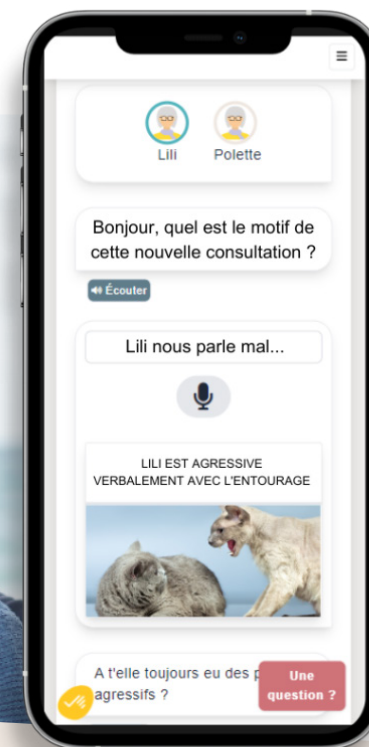 Lili Polette
Bonjour, quel est le motif de
cette nouvelle consultation ?
Écouter
Lili nous parle mal...
LILI EST AGRESSIVE
VERBALEMENT AVEC L'ENTOURAGE
A t'elle toujours eu des p
agressifs ?
Une
question ?